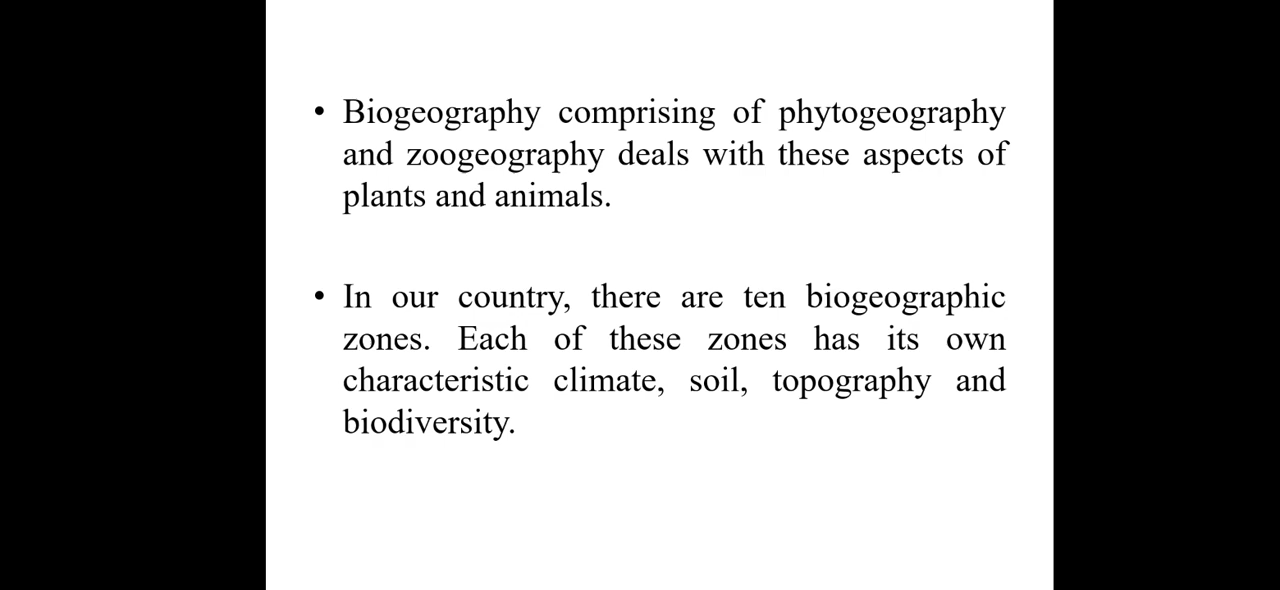 • Biogeography comprising of phytogeography
and zoogeography deals with these aspects of
plants and animals.
• In our country, there are ten biogeographic
zones. Each of these zones has its own
characteristic climate, soil, topography and
biodiversity.